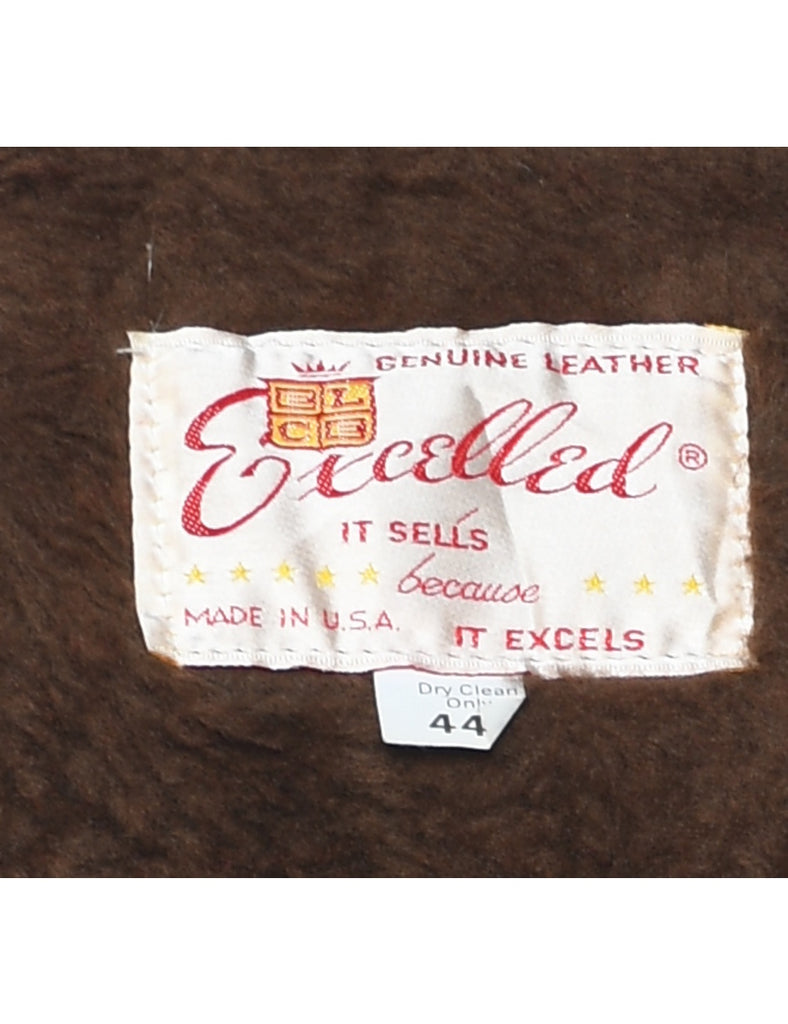 GENUINE LEATHER
Excelled ®
IT SELLS
because
MADE IN U.S.A.
IT EXCELS
Dry Clean
Only
44